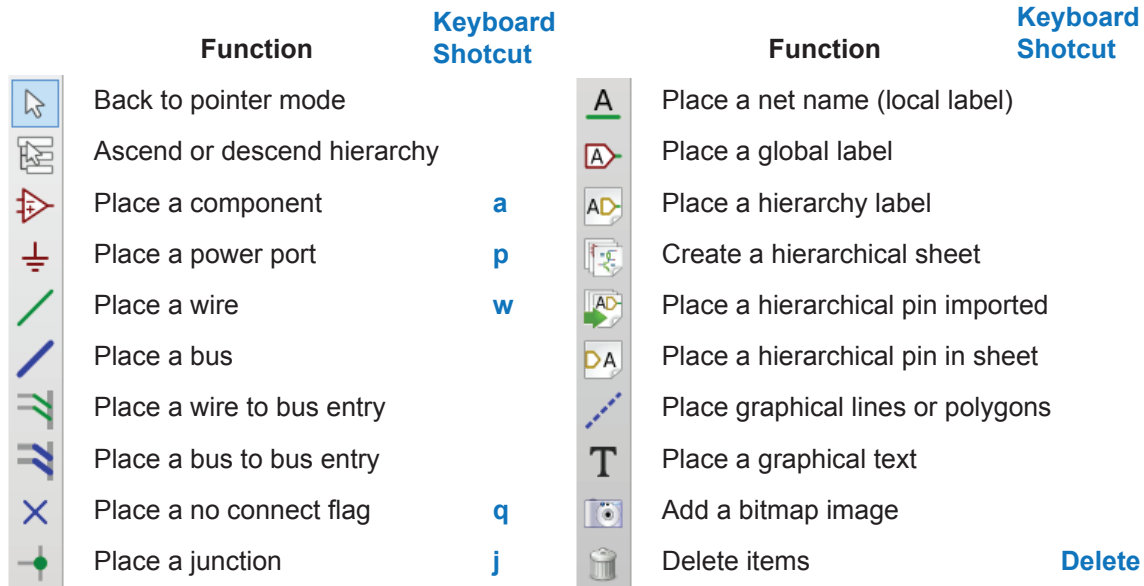 Function Keyboard Shotcut
Back to pointer mode
Ascend or descend hierarchy
Place a component a
Place a power port p
Place a wire w
Place a bus
Place a wire to bus entry
Place a bus to bus entry
Place a no connect flag q
Place a junction j
Function Keyboard Shotcut
A Place a net name (local label)
A Place a global label
AD Place a hierarchy label
Create a hierarchical sheet
AD Place a hierarchical pin imported
DA Place a hierarchical pin in sheet
Place graphical lines or polygons
T Place a graphical text
Add a bitmap image
Delete items Delete